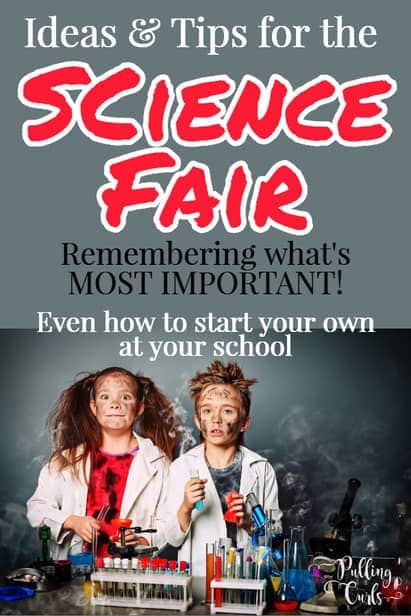 Ideas & Tips for the
SCIENCE
FAIR
Remembering what's
MOST IMPORTANT!
Even how to start your own
at your school
Pulling
Curls